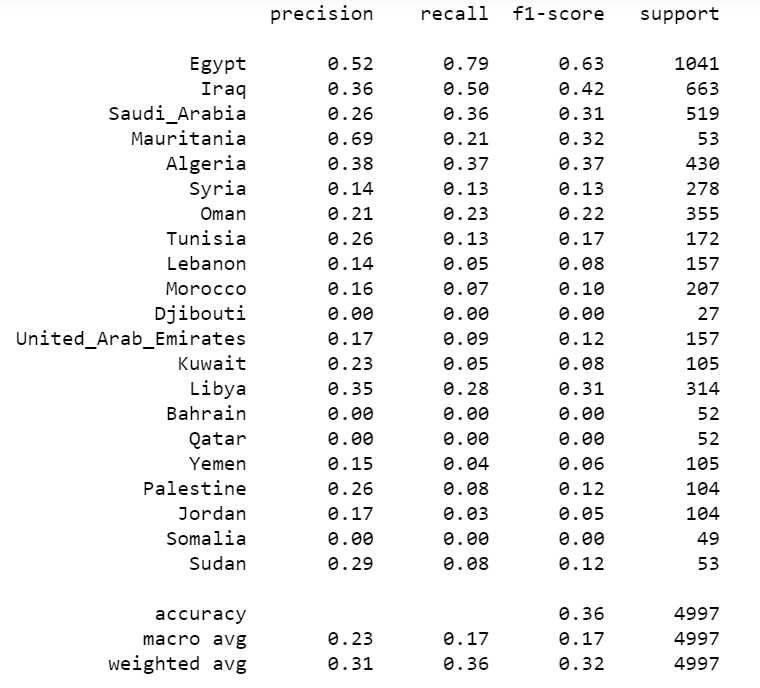 precision recall f1-score support
Egypt 0.52 0.79 0.63 1041
Iraq 0.36 0.50 0.42 663
Saudi_Arabia 0.26 0.36 0.31 519
Mauritania 0.69 0.21 0.32 53
Algeria 0.38 0.37 0.37 430
Syria 0.14 0.13 0.13 278
Oman 0.21 0.23 0.22 355
Tunisia 0.26 0.13 0.17 172
Lebanon 0.14 0.05 0.08 157
Morocco 0.16 0.07 0.10 207
Djibouti 0.00 0.00 0.00 27
United_Arab_Emirates 0.17 0.09 0.12 157
Kuwait 0.23 0.05 0.08 105
Libya 0.35 0.28 0.31 314
Bahrain 0.00 0.00 0.00 52
Qatar 0.00 0.00 0.00 52
Yemen 0.15 0.04 0.06 105
Palestine 0.26 0.08 0.12 104
Jordan 0.17 0.03 0.05 104
Somalia 0.00 0.00 0.00 49
Sudan 0.29 0.08 0.12 53
accuracy 0.36 4997
macro avg 0.23 0.17 0.17 4997
weighted avg 0.31 0.36 0.32 4997